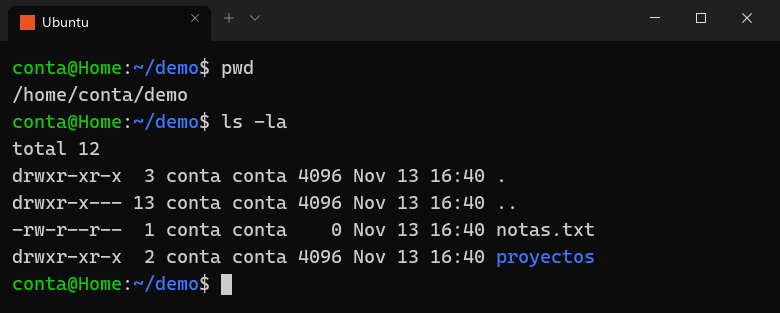 Ubuntu
conta@Home:~/demo$ pwd
/home/conta/demo
conta@Home:~/demo$ ls -la
total 12
drwxr-xr-x  3 conta conta 4096 Nov 13 16:40 .
drwxr-x--- 13 conta conta 4096 Nov 13 16:40 ..
-rw-r--r--  1 conta conta    0 Nov 13 16:40 notas.txt
drwxr-xr-x  2 conta conta 4096 Nov 13 16:40 proyectos
conta@Home:~/demo$